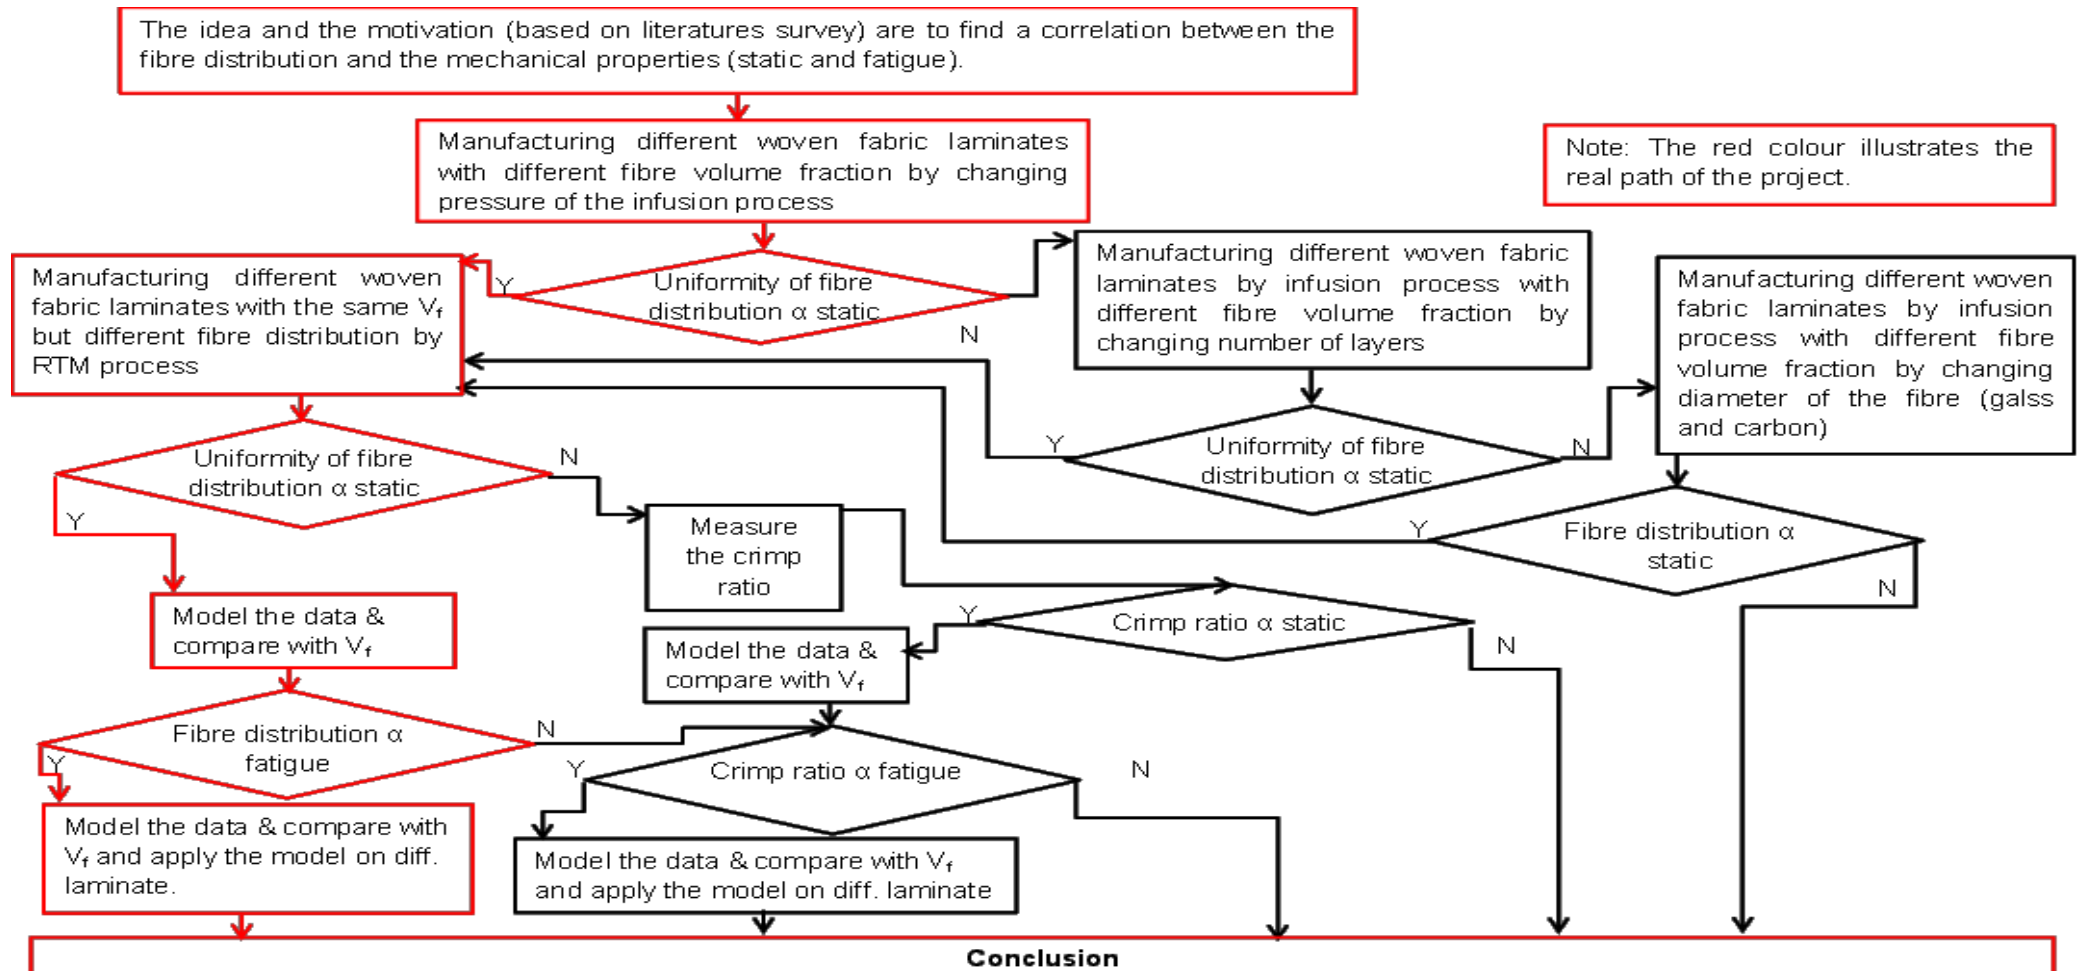 The idea and the motivation (based on literatures survey) are to find a correlation between the
fibre distribution and the mechanical properties (static and fatigue).
Manufacturing different woven fabric laminates
with different fibre volume fraction by changing
pressure of the infusion process
Note: The red colour illustrates the
real path of the project.
Manufacturing different woven
fabric laminates with the same Vf
but different fibre distribution by
RTM process
Y
Uniformity of fibre
distribution α static
N
Manufacturing different woven fabric
laminates by infusion process with
different fibre volume fraction by
changing number of layers
Manufacturing different woven
fabric laminates by infusion
process with different fibre
volume fraction by changing
diameter of the fibre (galss
and carbon)
Uniformity of fibre
distribution α static
N
Y
Y
Uniformity of fibre
distribution α static
N
Measure
the crimp
ratio
Y
Fibre distribution α
static
N
Model the data &
compare with Vf
Y
Crimp ratio α static
N
Model the data &
compare with Vf
Fibre distribution α
fatigue
N
Y
Y
Crimp ratio α fatigue
N
Model the data & compare with
Vf and apply the model on diff.
laminate.
Model the data & compare with Vf
and apply the model on diff. laminate
Conclusion